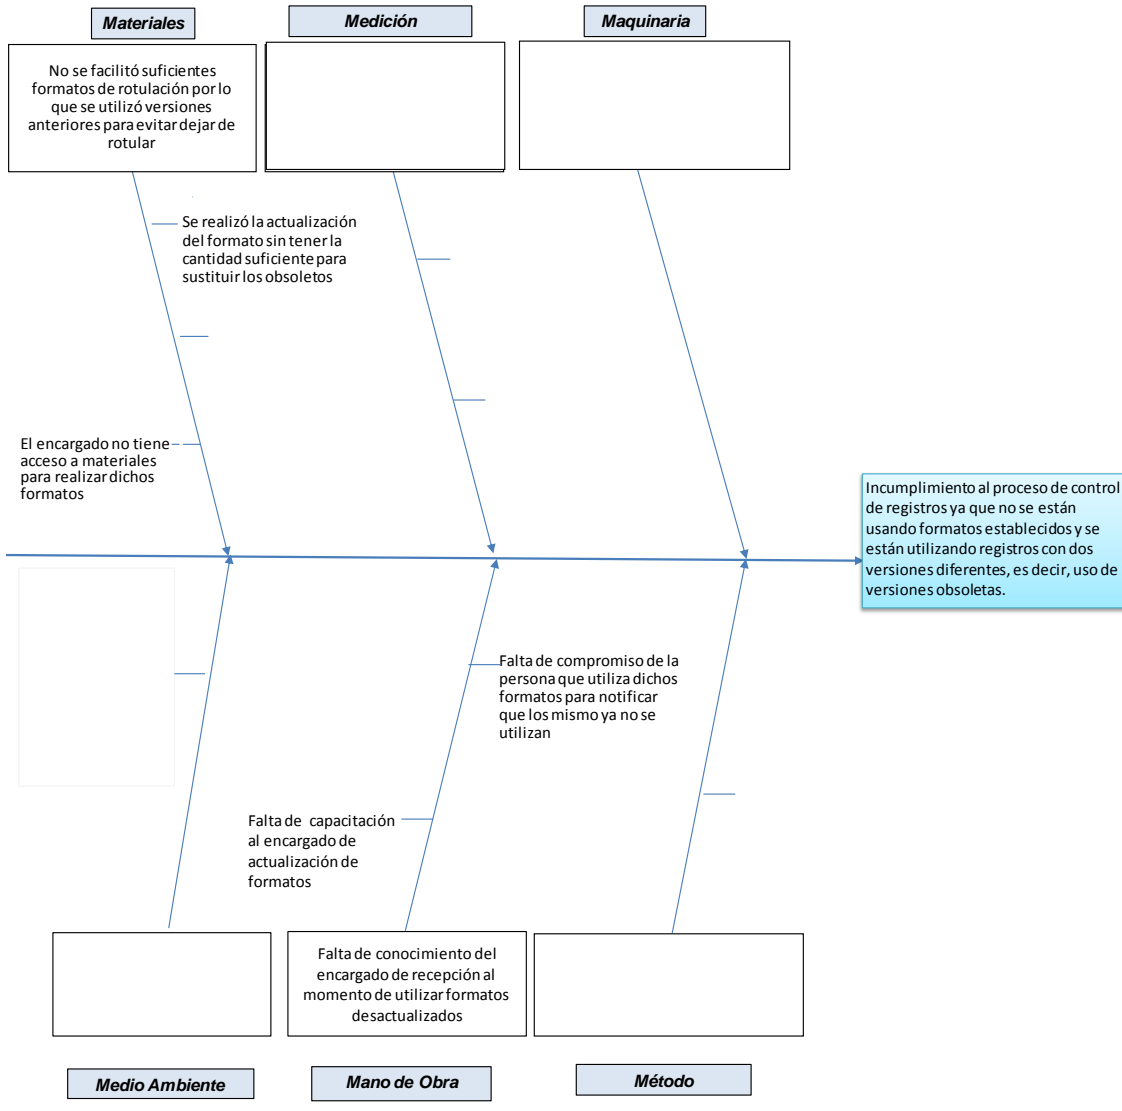 Materiales
Medición
Maquinaria
No se facilitó suficientes
formatos de rotulación por lo
que se utilizó versiones
anteriores para evitar dejar de
rotular
Se realizó la actualización
del formato sin tener la
cantidad suficiente para
sustituir los obsoletos
El encargado no tiene
acceso a materiales
para realizar dichos
formatos
Incumplimiento al proceso de control
de registros ya que no se están
usando formatos establecidos y se
están utilizando registros con dos
versiones diferentes, es decir, uso de
versiones obsoletas.
Falta de compromiso de la
persona que utiliza dichos
formatos para notificar
que los mismo ya no se
utilizan
Falta de  capacitación
al encargado de
actualización de
formatos
Falta de conocimiento del
encargado de recepción al
momento de utilizar formatos
desactualizados
Medio Ambiente
Mano de Obra
Método